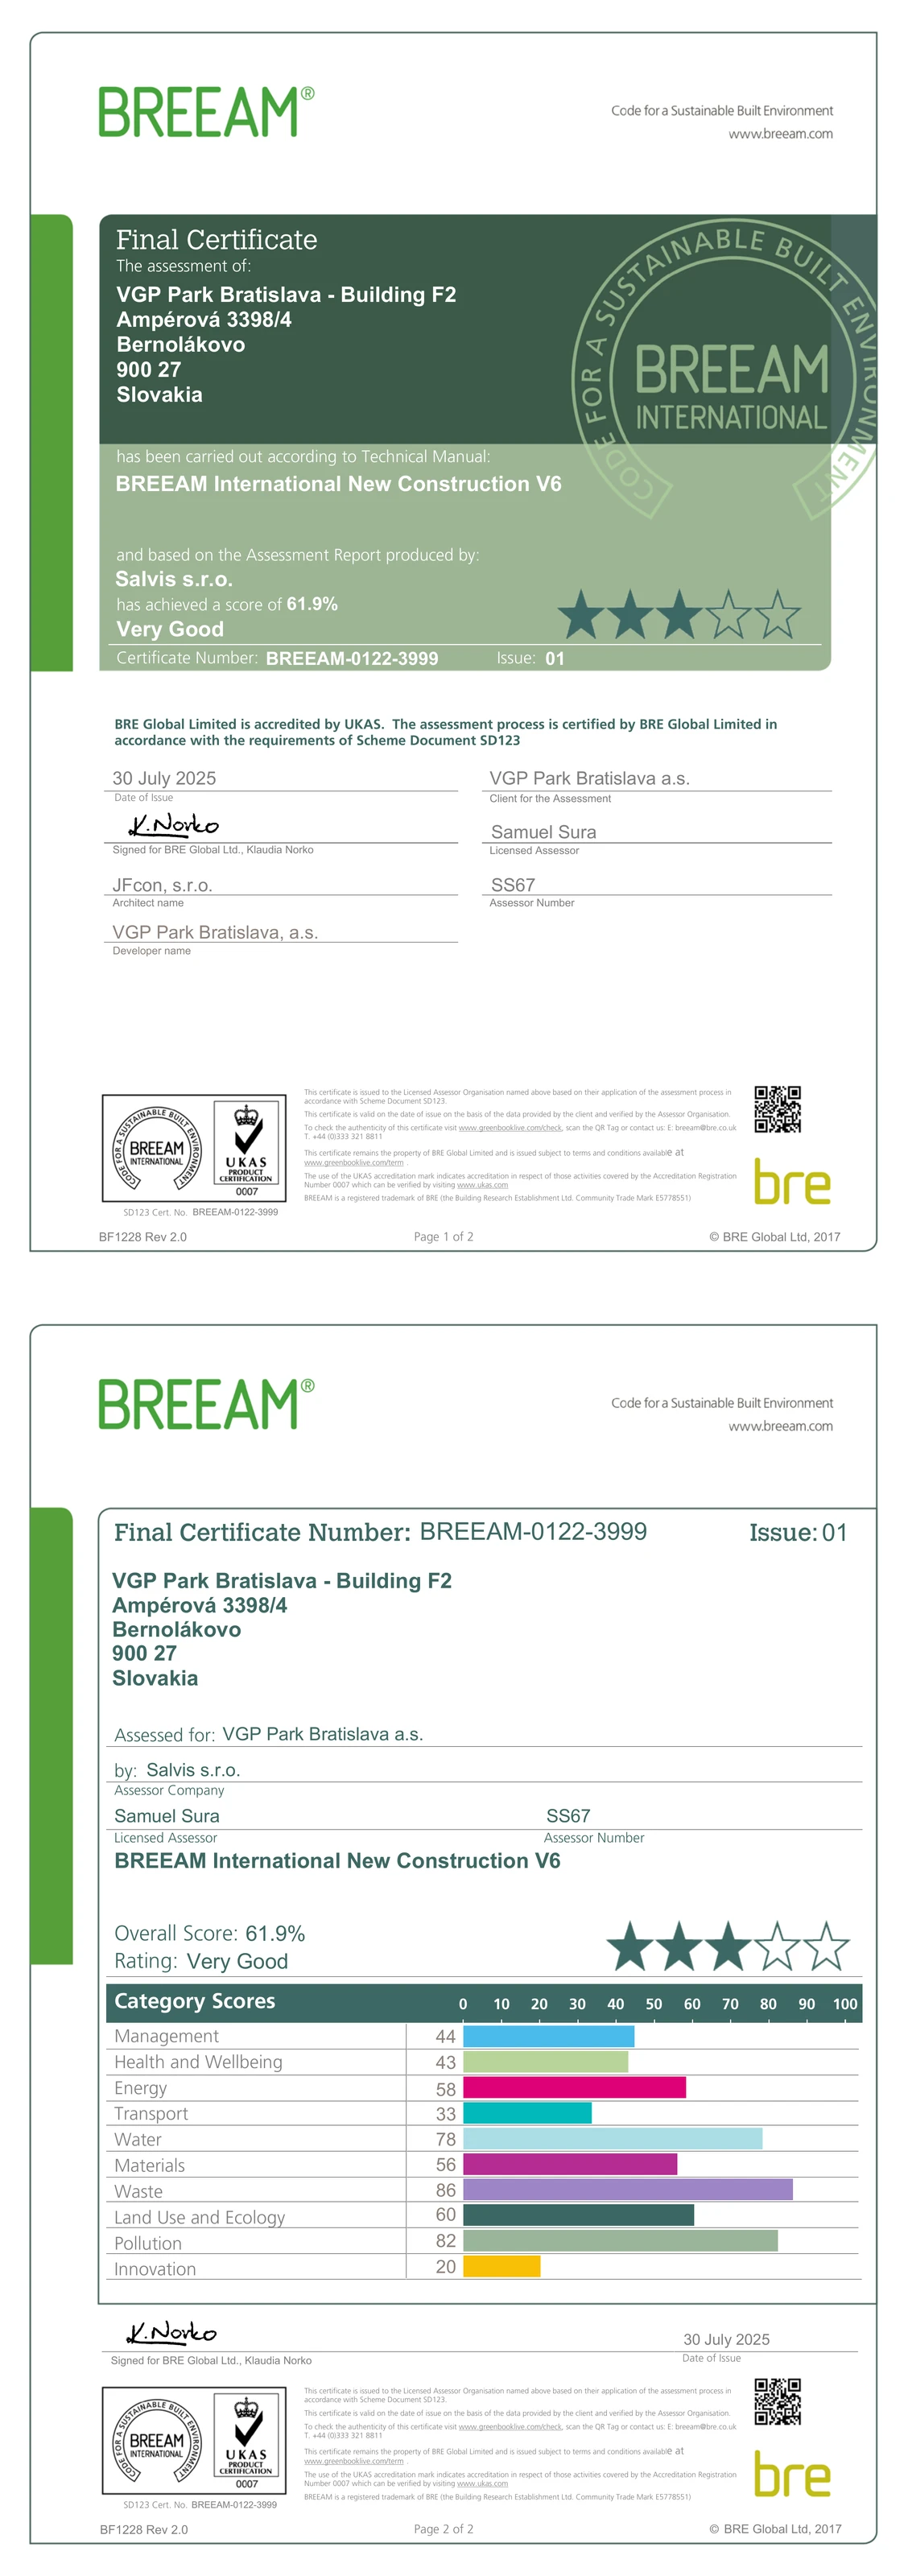 BREEAM®
Code for a Sustainable Built Environment
www.breeam.com
Final Certificate
The assessment of:
VGP Park Bratislava - Building F2
Ampérová 3398/4
Bernolákovo
900 27
Slovakia
CODE FOR A SUSTAINABLE BUILT ENVIRONMENT
BREEAM
INTERNATIONAL
has been carried out according to Technical Manual:
BREEAM International New Construction V6
and based on the Assessment Report produced by:
Salvis s.r.o.
has achieved a score of 61.9%
Very Good
Certificate Number: BREEAM-0122-3999 Issue: 01
BRE Global Limited is accredited by UKAS. The assessment process is certified by BRE Global Limited in
accordance with the requirements of Scheme Document SD123
30 July 2025
Date of Issue
VGP Park Bratislava a.s.
Client for the Assessment
K.Norko
Signed for BRE Global Ltd., Klaudia Norko
Samuel Sura
Licensed Assessor
JFcon, s.r.o.
Architect name
SS67
Assessor Number
VGP Park Bratislava, a.s.
Developer name
CODE FOR A SUSTAINABLE BUILT ENVIRONMENT
BREEAM
INTERNATIONAL
UKAS
PRODUCT
CERTIFICATION
0007
SD123 Cert. No. BREEAM-0122-3999
This certificate is issued to the Licensed Assessor Organisation named above based on their application of the assessment process in
accordance with Scheme Document SD123.
This certificate is valid on the date of issue on the basis of the data provided by the client and verified by the Assessor Organisation.
To check the authenticity of this certificate visit www.greenbooklive.com/check, scan the QR Tag or contact us: E: breeam@bre.co.uk
T. +44 (0)333 321 8811
This certificate remains the property of BRE Global Limited and is issued subject to terms and conditions available at
www.greenbooklive.com/term .
The use of the UKAS accreditation mark indicates accreditation in respect of those activities covered by the Accreditation Registration
Number 0007 which can be verified by visiting www.ukas.com
BREEAM is a registered trademark of BRE (the Building Research Establishment Ltd. Community Trade Mark E5778551)
bre
BF1228 Rev 2.0
Page 1 of 2
© BRE Global Ltd, 2017
BREEAM®
Code for a Sustainable Built Environment
www.breeam.com
Final Certificate Number: BREEAM-0122-3999 Issue: 01
VGP Park Bratislava - Building F2
Ampérová 3398/4
Bernolákovo
900 27
Slovakia
Assessed for: VGP Park Bratislava a.s.
by: Salvis s.r.o.
Assessor Company
Samuel Sura
Licensed Assessor
SS67
Assessor Number
BREEAM International New Construction V6
Overall Score: 61.9%
Rating: Very Good
Category Scores 0 10 20 30 40 50 60 70 80 90 100
Management 44
Health and Wellbeing 43
Energy 58
Transport 33
Water 78
Materials 56
Waste 86
Land Use and Ecology 60
Pollution 82
Innovation 20
K.Norko
Signed for BRE Global Ltd., Klaudia Norko
30 July 2025
Date of Issue
CODE FOR A SUSTAINABLE BUILT ENVIRONMENT
BREEAM
INTERNATIONAL
UKAS
PRODUCT
CERTIFICATION
0007
SD123 Cert. No. BREEAM-0122-3999
This certificate is issued to the Licensed Assessor Organisation named above based on their application of the assessment process in
accordance with Scheme Document SD123.
This certificate is valid on the date of issue on the basis of the data provided by the client and verified by the Assessor Organisation.
To check the authenticity of this certificate visit www.greenbooklive.com/check, scan the QR Tag or contact us: E: breeam@bre.co.uk
T. +44 (0)333 321 8811
This certificate remains the property of BRE Global Limited and is issued subject to terms and conditions available at
www.greenbooklive.com/term .
The use of the UKAS accreditation mark indicates accreditation in respect of those activities covered by the Accreditation Registration
Number 0007 which can be verified by visiting www.ukas.com
BREEAM is a registered trademark of BRE (the Building Research Establishment Ltd. Community Trade Mark E5778551)
bre
BF1228 Rev 2.0
Page 2 of 2
© BRE Global Ltd, 2017